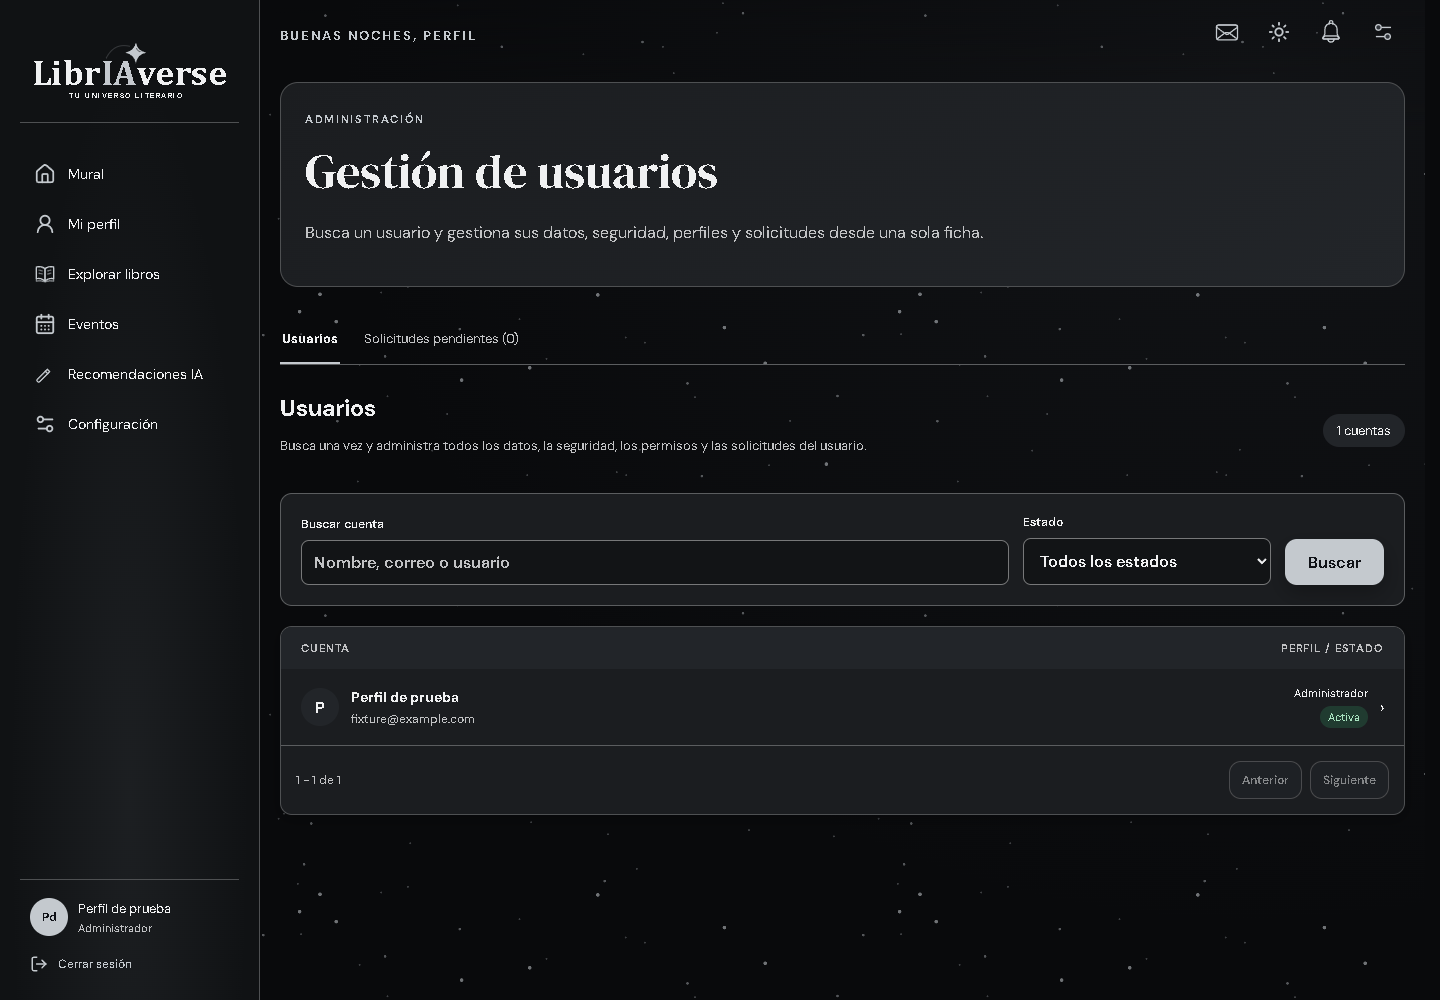 LibrIAverse
TU UNIVERSO LITERARIO
Mural
Mi perfil
Explorar libros
Eventos
Recomendaciones IA
Configuración
Pd
Perfil de prueba
Administrador
Cerrar sesión
BUENAS NOCHES, PERFIL
ADMINISTRACIÓN
Gestión de usuarios
Busca un usuario y gestiona sus datos, seguridad, perfiles y solicitudes desde una sola ficha.
Usuarios
Solicitudes pendientes (0)
Usuarios
Busca una vez y administra todos los datos, la seguridad, los permisos y las solicitudes del usuario.
1 cuentas
Buscar cuenta
Nombre, correo o usuario
Estado
Todos los estados
Buscar
CUENTA
PERFIL / ESTADO
P
Perfil de prueba
fixture@example.com
Administrador
Activa
1–1 de 1
Anterior
Siguiente